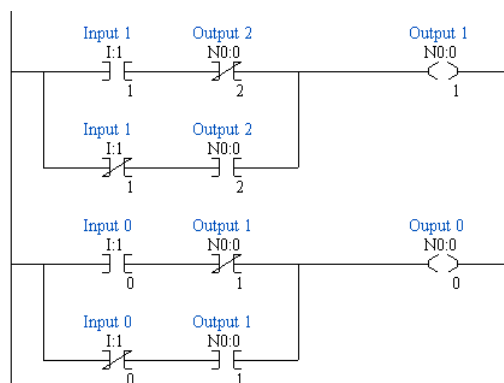 Input 1 Output 2 Output 1
I:1 N0:0 N0:0
1 2 1
Input 1 Output 2
I:1 N0:0
1 2
Input 0 Output 1 Ouput 0
I:1 N0:0 N0:0
0 1 0
Input 0 Output 1
I:1 N0:0
0 1